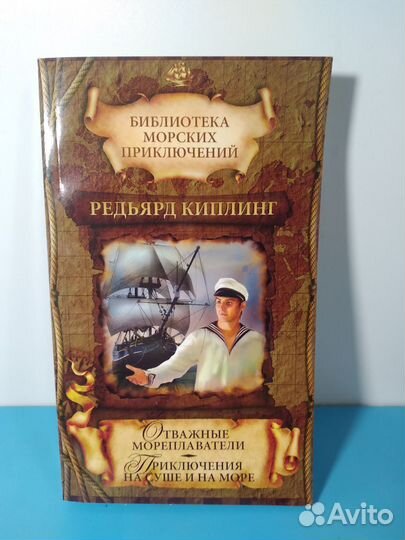 БИБЛИОТЕКА
МОРСКИХ
ПРИКЛЮЧЕНИЙ
РЕДЬЯРД КИПЛИНГ
ОТВАЖНЫЕ
МОРЕПЛАВАТЕЛИ
ПРИКЛЮЧЕНИЯ
НА СУШЕ И НА МОРЕ
Avito